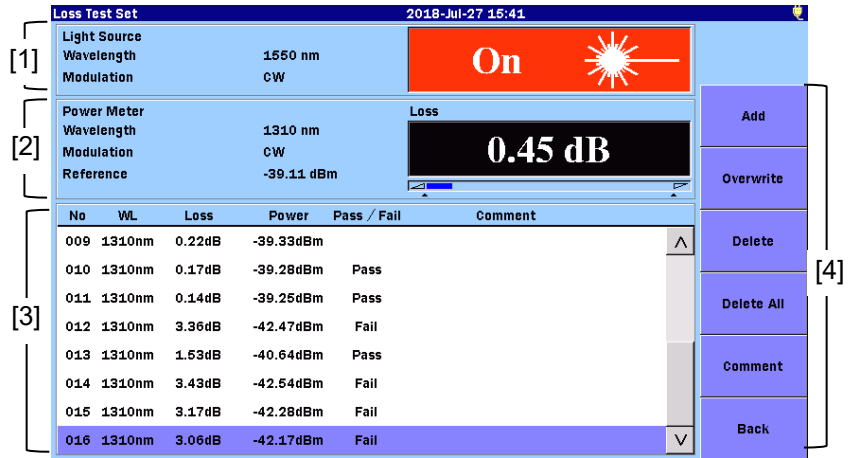 Loss Test Set 2018-Jul-27 15:41
[1]
Light Source
Wavelength 1550 nm
Modulation CW
On
[2]
Power Meter
Wavelength 1310 nm
Modulation CW
Reference -39.11 dBm
Loss
0.45 dB
[3]
No WL Loss Power Pass / Fail Comment
009 1310nm 0.22dB -39.33dBm
010 1310nm 0.17dB -39.28dBm Pass
011 1310nm 0.14dB -39.25dBm Pass
012 1310nm 3.36dB -42.47dBm Fail
013 1310nm 1.53dB -40.64dBm Pass
014 1310nm 3.43dB -42.54dBm Fail
015 1310nm 3.17dB -42.28dBm Fail
016 1310nm 3.06dB -42.17dBm Fail
[4]
Add
Overwrite
Delete
Delete All
Comment
Back